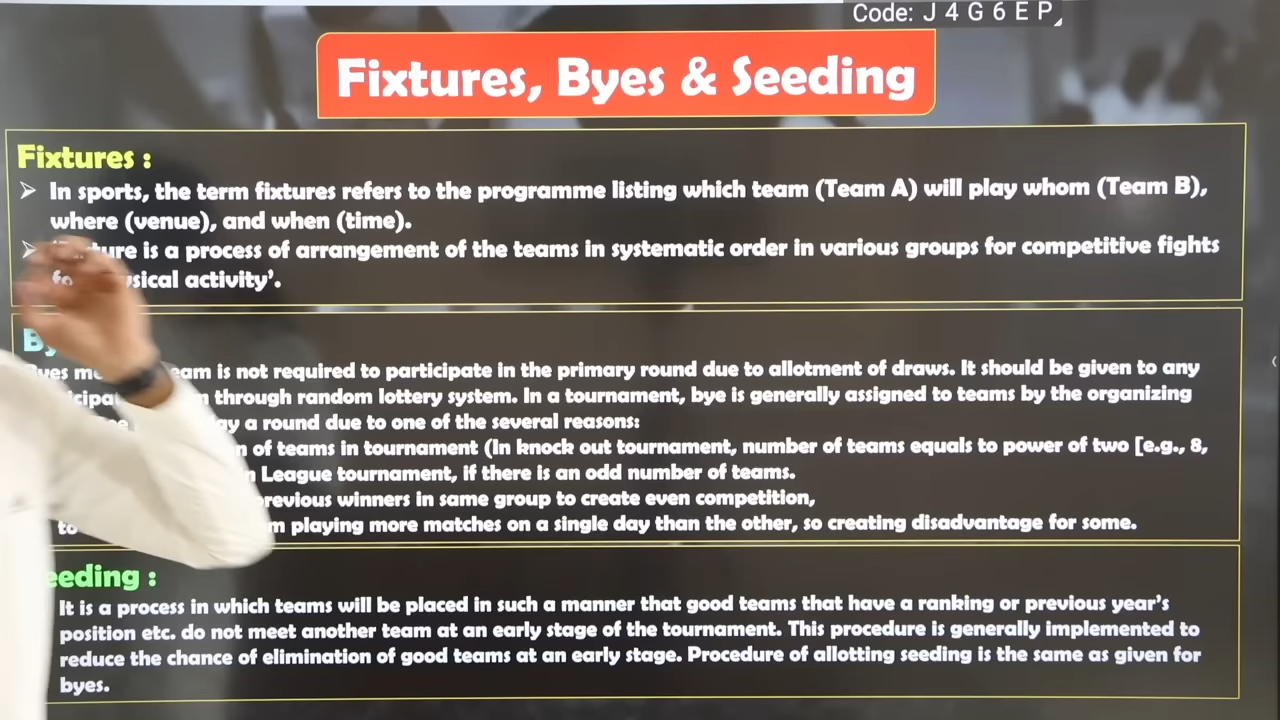 Code: J 4 G 6 E P
Fixtures, Byes & Seeding
Fixtures :
➢ In sports, the term fixtures refers to the programme listing which team (Team A) will play whom (Team B),
where (venue), and when (time).
➢ is a process of arrangement of the teams in systematic order in various groups for competitive fights
activity’.
is not required to participate in the primary round due to allotment of draws. It should be given to any
through random lottery system. In a tournament, bye is generally assigned to teams by the organizing
a round due to one of the several reasons:
of teams in tournament (In knock out tournament, number of teams equals to power of two [e.g., 8,
League tournament, if there is an odd number of teams.
previous winners in same group to create even competition,
to playing more matches on a single day than the other, so creating disadvantage for some.
eeding :
It is a process in which teams will be placed in such a manner that good teams that have a ranking or previous year’s
position etc. do not meet another team at an early stage of the tournament. This procedure is generally implemented to
reduce the chance of elimination of good teams at an early stage. Procedure of allotting seeding is the same as given for
byes.